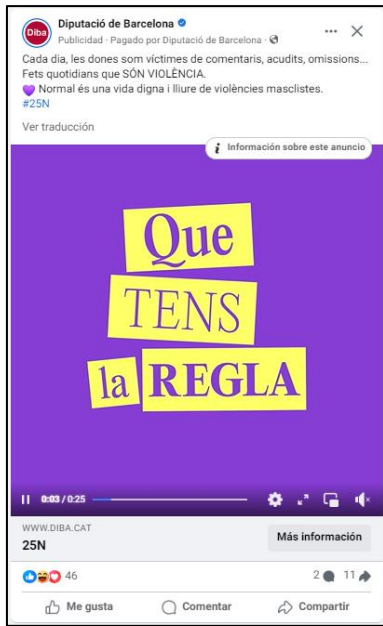 Diba
Diputació de Barcelona
Publicidad · Pagado por Diputació de Barcelona ·
Cada dia, les dones som víctimes de comentaris, acudits, omissions...
Fets quotidians que SÓN VIOLÈNCIA.
💜 Normal és una vida digna i lliure de violències masclistes.
#25N
Ver traducción
i Información sobre este anuncio
Que
TENS
la REGLA
0:03 / 0:25
WWW.DIBA.CAT
25N
Más información
46
2
11
Me gusta
Comentar
Compartir